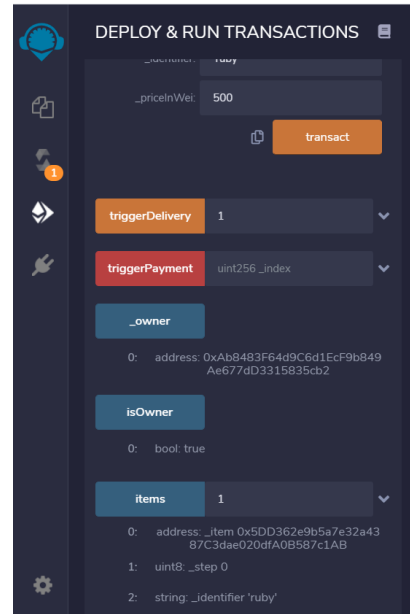 DEPLOY & RUN TRANSACTIONS
_identifier: ruby
_priceInWei: 500
transact
1
triggerDelivery 1
triggerPayment uint256 _index
_owner
0: address: 0xAb8483F64d9C6d1EcF9b849
Ae677dD3315835cb2
isOwner
0: bool: true
items 1
0: address: _item 0x5DD362e9b5a7e32a43
87C3dae020dfA0B587c1AB
1: uint8: _step 0
2: string: _identifier 'ruby'